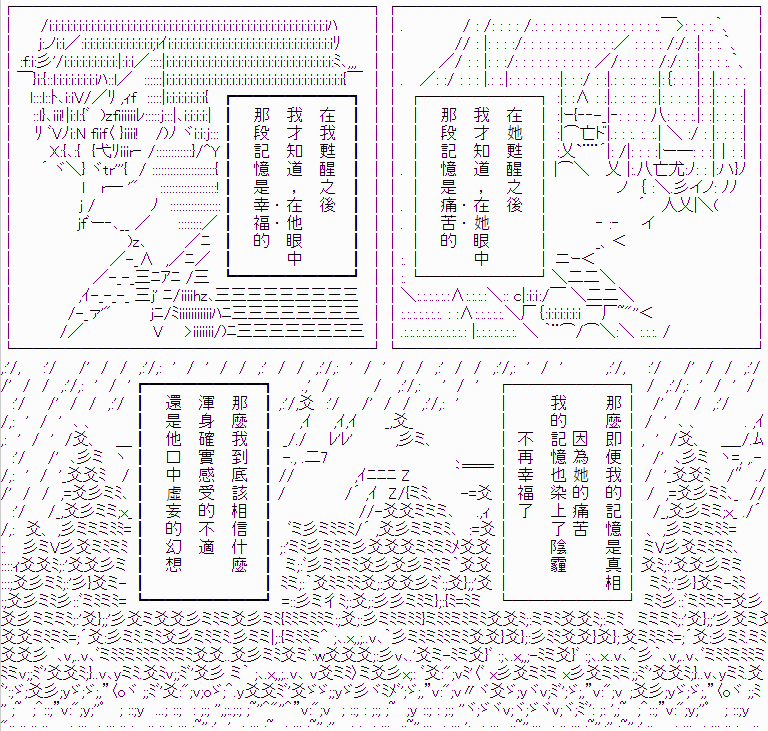 在她甦醒之後
我才知道，在她眼中
那段記憶是痛苦的
在我甦醒之後
我才知道，在他眼中
那段記憶是幸福的
那麼即便我的記憶是真相
因為她的痛苦
我的記憶也染上了陰霾
不再幸福了
那麼我到底該相信什麼
渾身確實感受的不適
還是他口中虛妄的幻想